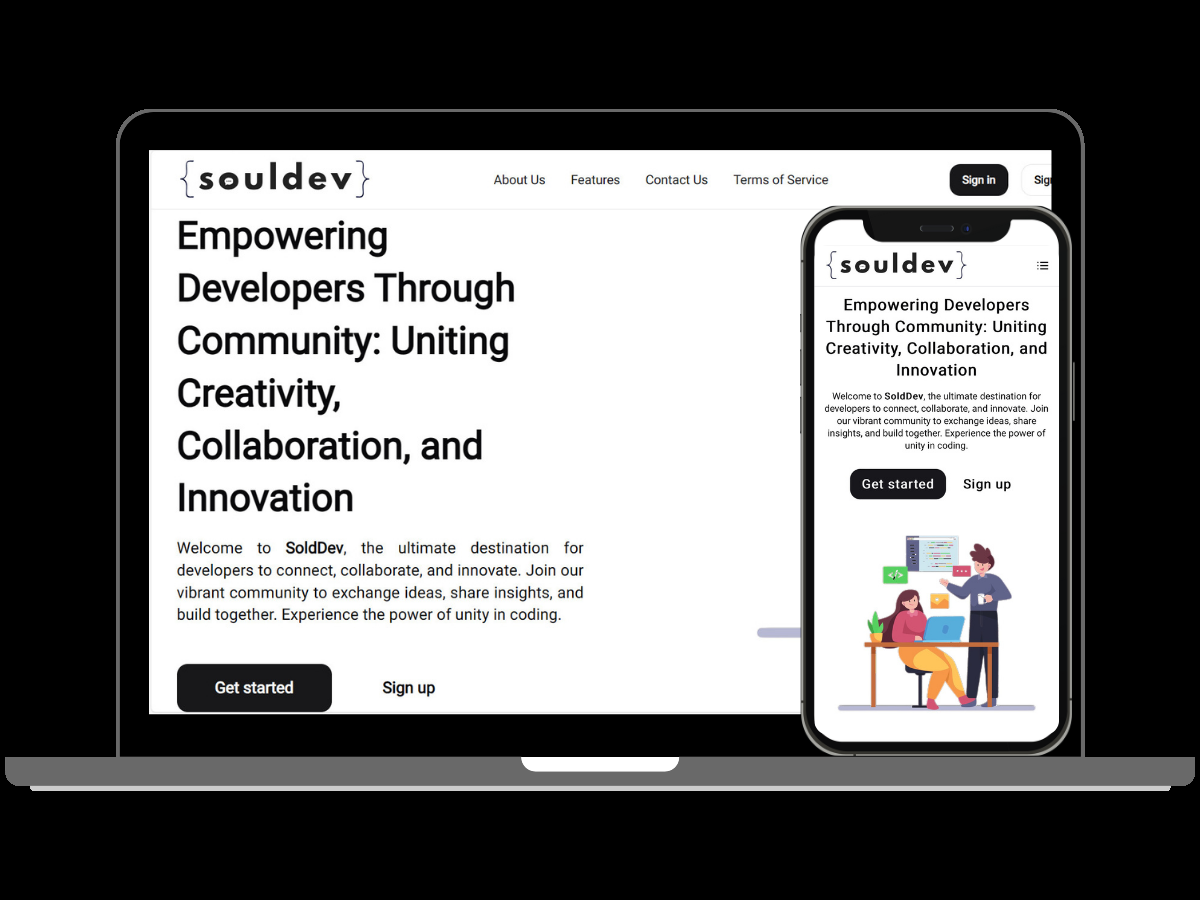 {souldev}
About Us Features Contact Us Terms of Service
Sign in
Empowering
Developers Through
Community: Uniting
Creativity,
Collaboration, and
Innovation
Welcome to SoldDev, the ultimate destination for
developers to connect, collaborate, and innovate. Join our
vibrant community to exchange ideas, share insights, and
build together. Experience the power of unity in coding.
Get started
Sign up
{souldev}
Empowering Developers
Through Community: Uniting
Creativity, Collaboration, and
Innovation
Welcome to SoldDev, the ultimate destination for
developers to connect, collaborate, and innovate. Join
our vibrant community to exchange ideas, share
insights, and build together. Experience the power of
unity in coding.
Get started
Sign up